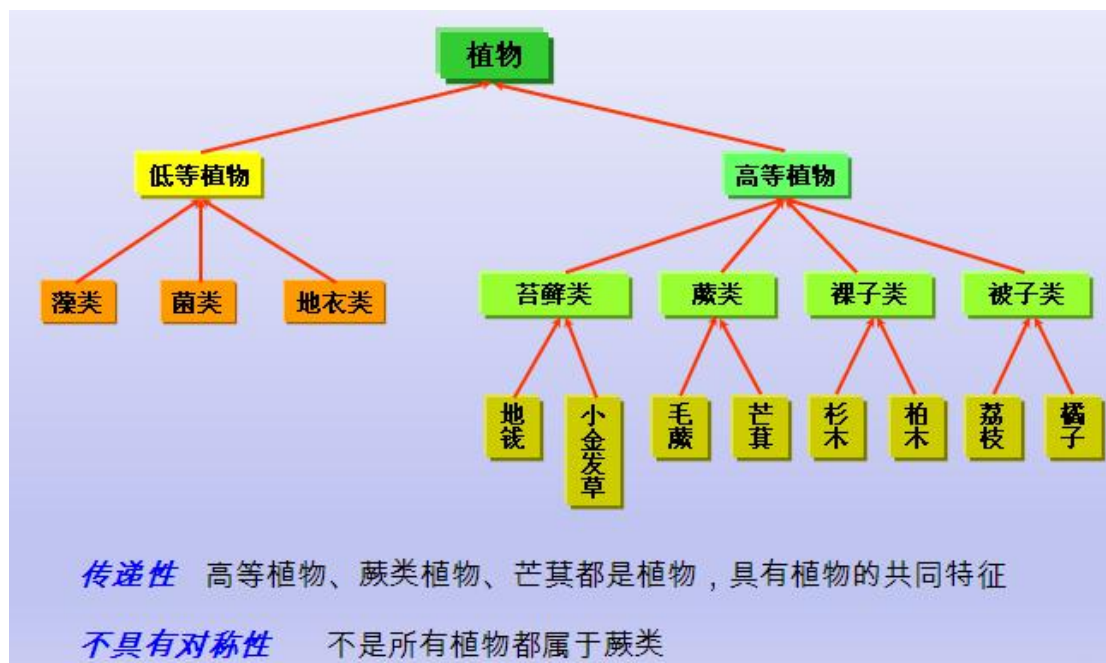 植物
低等植物
高等植物
藻类
菌类
地衣类
苔藓类
蕨类
裸子类
被子类
地钱
小金发草
毛蕨
芒萁
杉木
柏木
荔枝
橘子
传递性 高等植物、蕨类植物、芒萁都是植物，具有植物的共同特征
不具有对称性 不是所有植物都属于蕨类